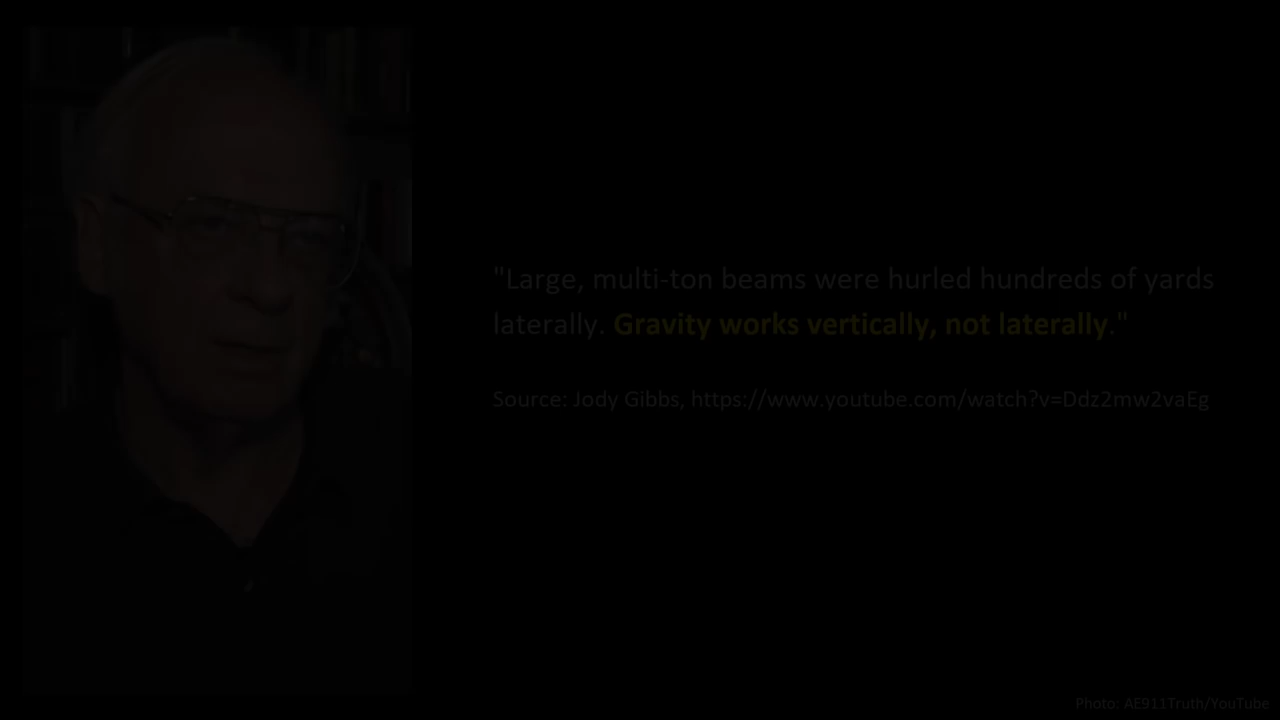 "Large, multi-ton beams were hurled hundreds of yards
laterally. Gravity works vertically, not laterally."
Source: Jody Gibbs, https://www.youtube.com/watch?v=Ddz2mw2vaEg
Photo: AE911Truth/YouTube